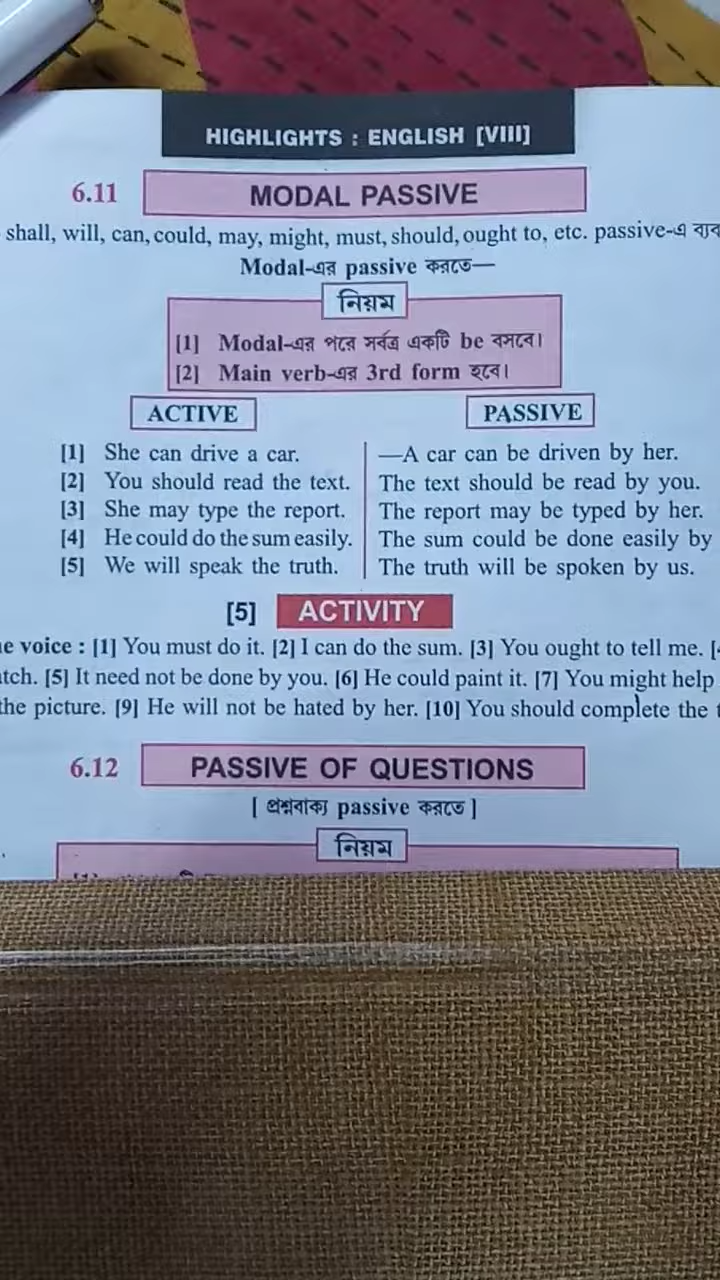 HIGHLIGHTS : ENGLISH [VIII]
6.11 MODAL PASSIVE
shall, will, can, could, may, might, must, should, ought to, etc. passive-এ
Modal-এর passive করতে—
নিয়ম
[1] Modal-এর পরে সর্বত্র একটি be বসবে।
[2] Main verb-এর 3rd form হবে।
ACTIVE PASSIVE
[1] She can drive a car. —A car can be driven by her.
[2] You should read the text. The text should be read by you.
[3] She may type the report. The report may be typed by her.
[4] He could do the sum easily. The sum could be done easily by
[5] We will speak the truth. The truth will be spoken by us.
[5] ACTIVITY
voice : [1] You must do it. [2] I can do the sum. [3] You ought to tell me.
[5] It need not be done by you. [6] He could paint it. [7] You might help
the picture. [9] He will not be hated by her. [10] You should complete the
6.12 PASSIVE OF QUESTIONS
[ প্রশ্নবাক্য passive করতে ]
নিয়ম